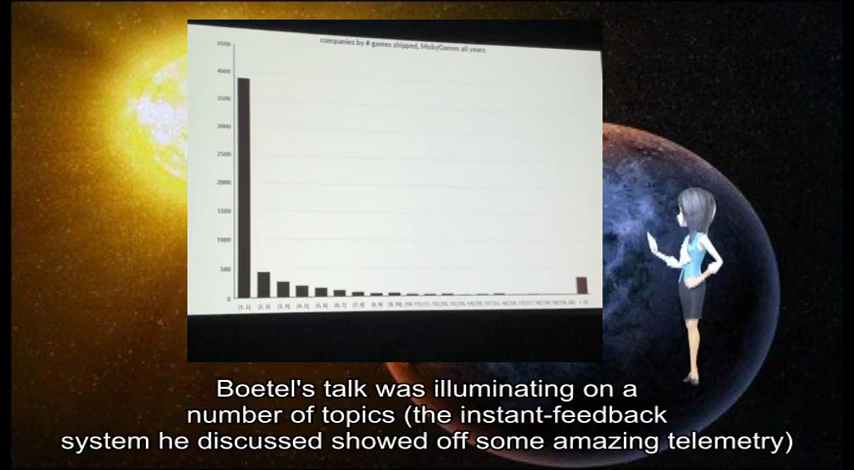 companies by # games shipped, MobyGames all years
4500
4000
3500
3000
2500
2000
1500
1000
500
0
Boetel's talk was illuminating on a
number of topics (the instant-feedback
system he discussed showed off some amazing telemetry)